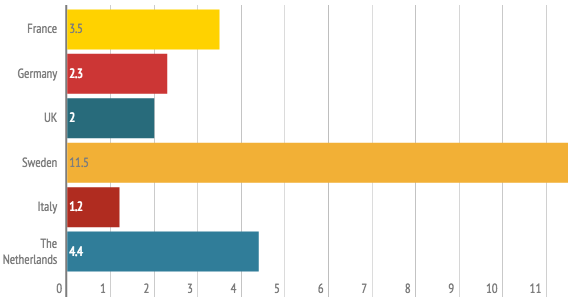 France 3.5
Germany 2.3
UK 2
Sweden 11.5
Italy 1.2
The
Netherlands 4.4
0 1 2 3 4 5 6 7 8 9 10 11